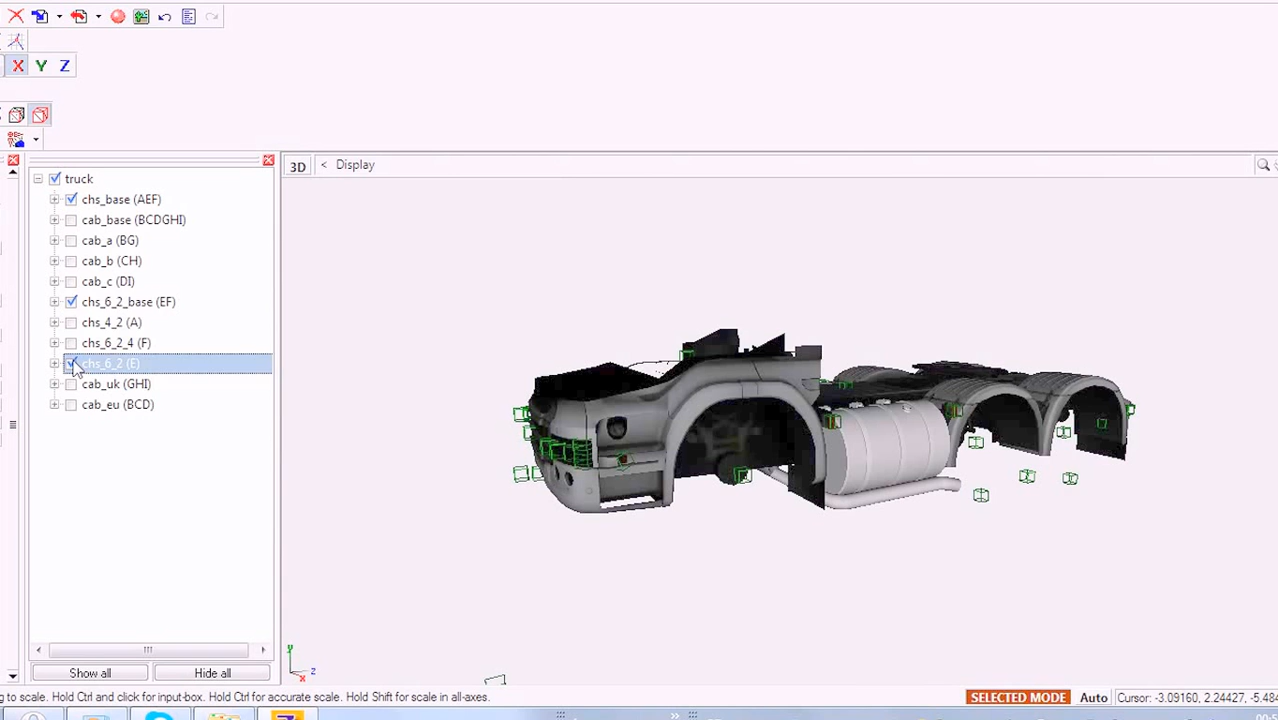 X Y Z
3D < Display
truck
chs_base (AEF)
cab_base (BCDGHI)
cab_a (BG)
cab_b (CH)
cab_c (DI)
chs_6_2_base (EF)
chs_4_2 (A)
chs_6_2_4 (F)
chs_6_2 (E)
cab_uk (GHI)
cab_eu (BCD)
y
z
x
Show all Hide all
g to scale. Hold Ctrl and click for input-box. Hold Ctrl for accurate scale. Hold Shift for scale in all-axes. SELECTED MODE Auto Cursor: -3.09160, 2.24427, -5.484